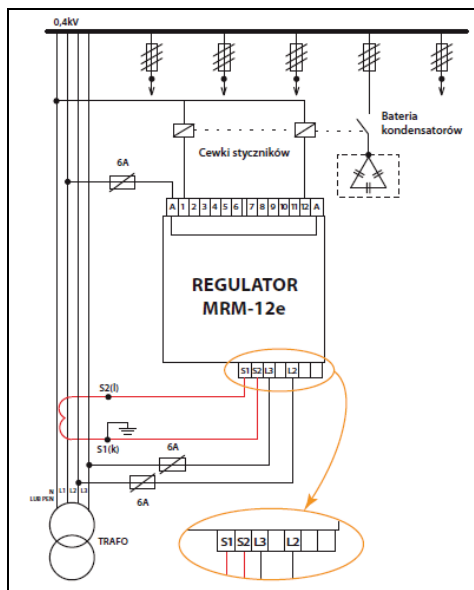 0,4kV
Bateria
kondensatorów
Cewki styczników
6A
A 1 2 3 4 5 6 7 8 9 10 11 12 A
REGULATOR
MRM-12e
S1 S2 L3 L2
S2(l)
S1(k)
6A
6A
N L1 L2 L3
LUB PEN
TRAFO
S1 S2 L3 L2